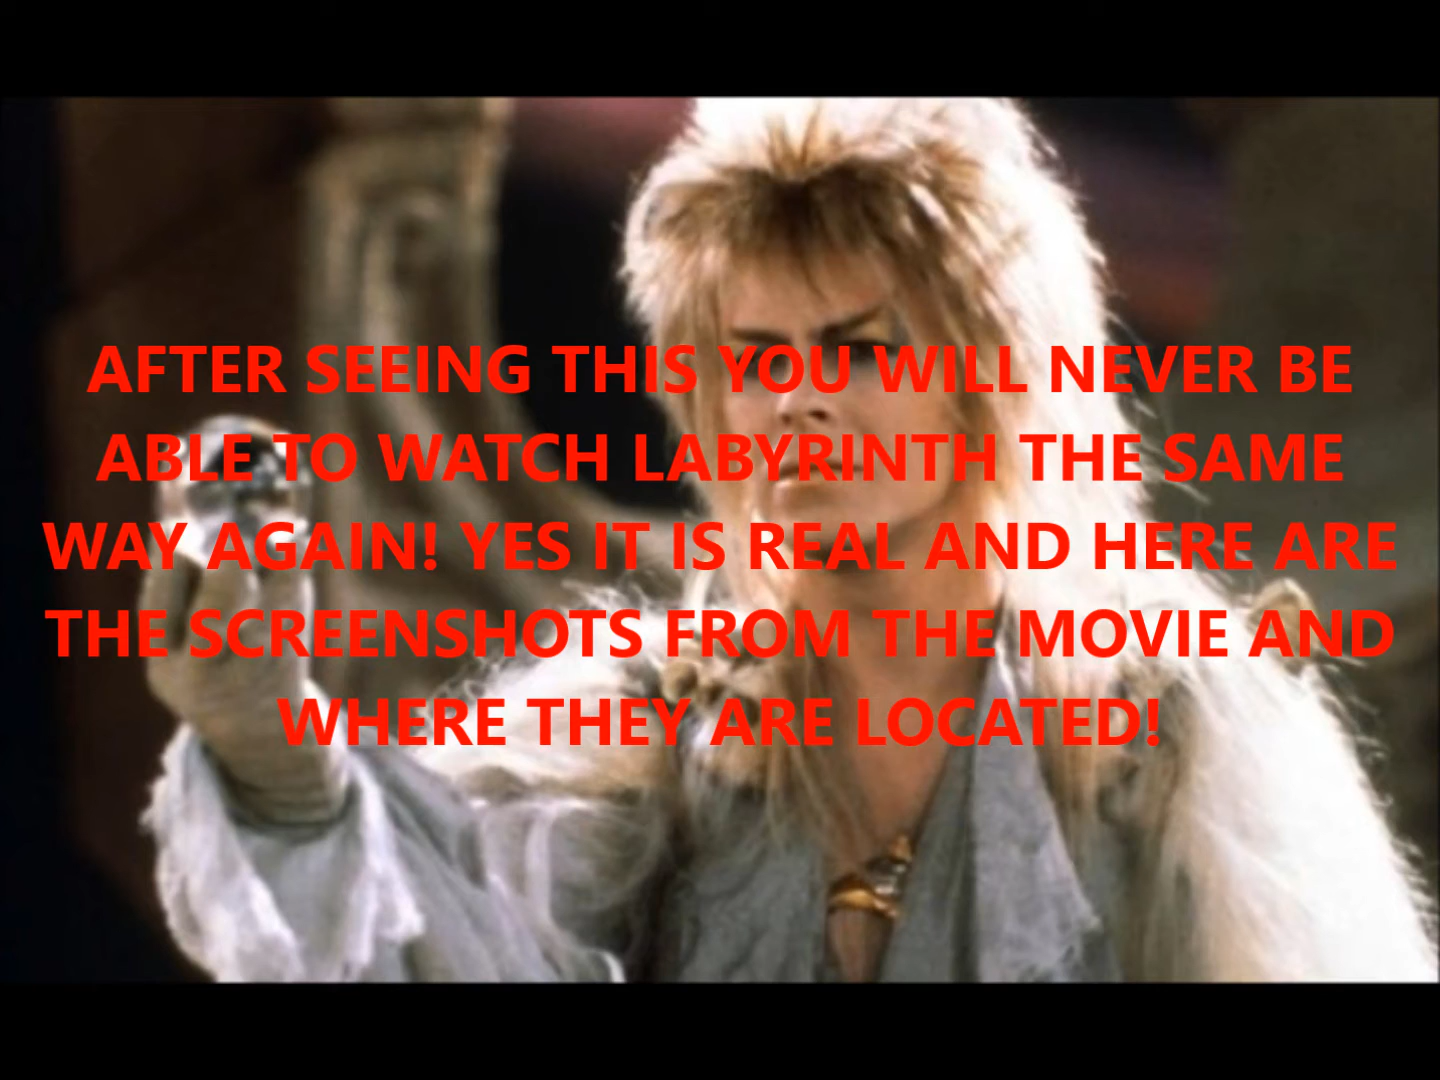 AFTER SEEING THIS YOU WILL NEVER BE
ABLE TO WATCH LABYRINTH THE SAME
WAY AGAIN! YES IT IS REAL AND HERE ARE
THE SCREENSHOTS FROM THE MOVIE AND
WHERE THEY ARE LOCATED!